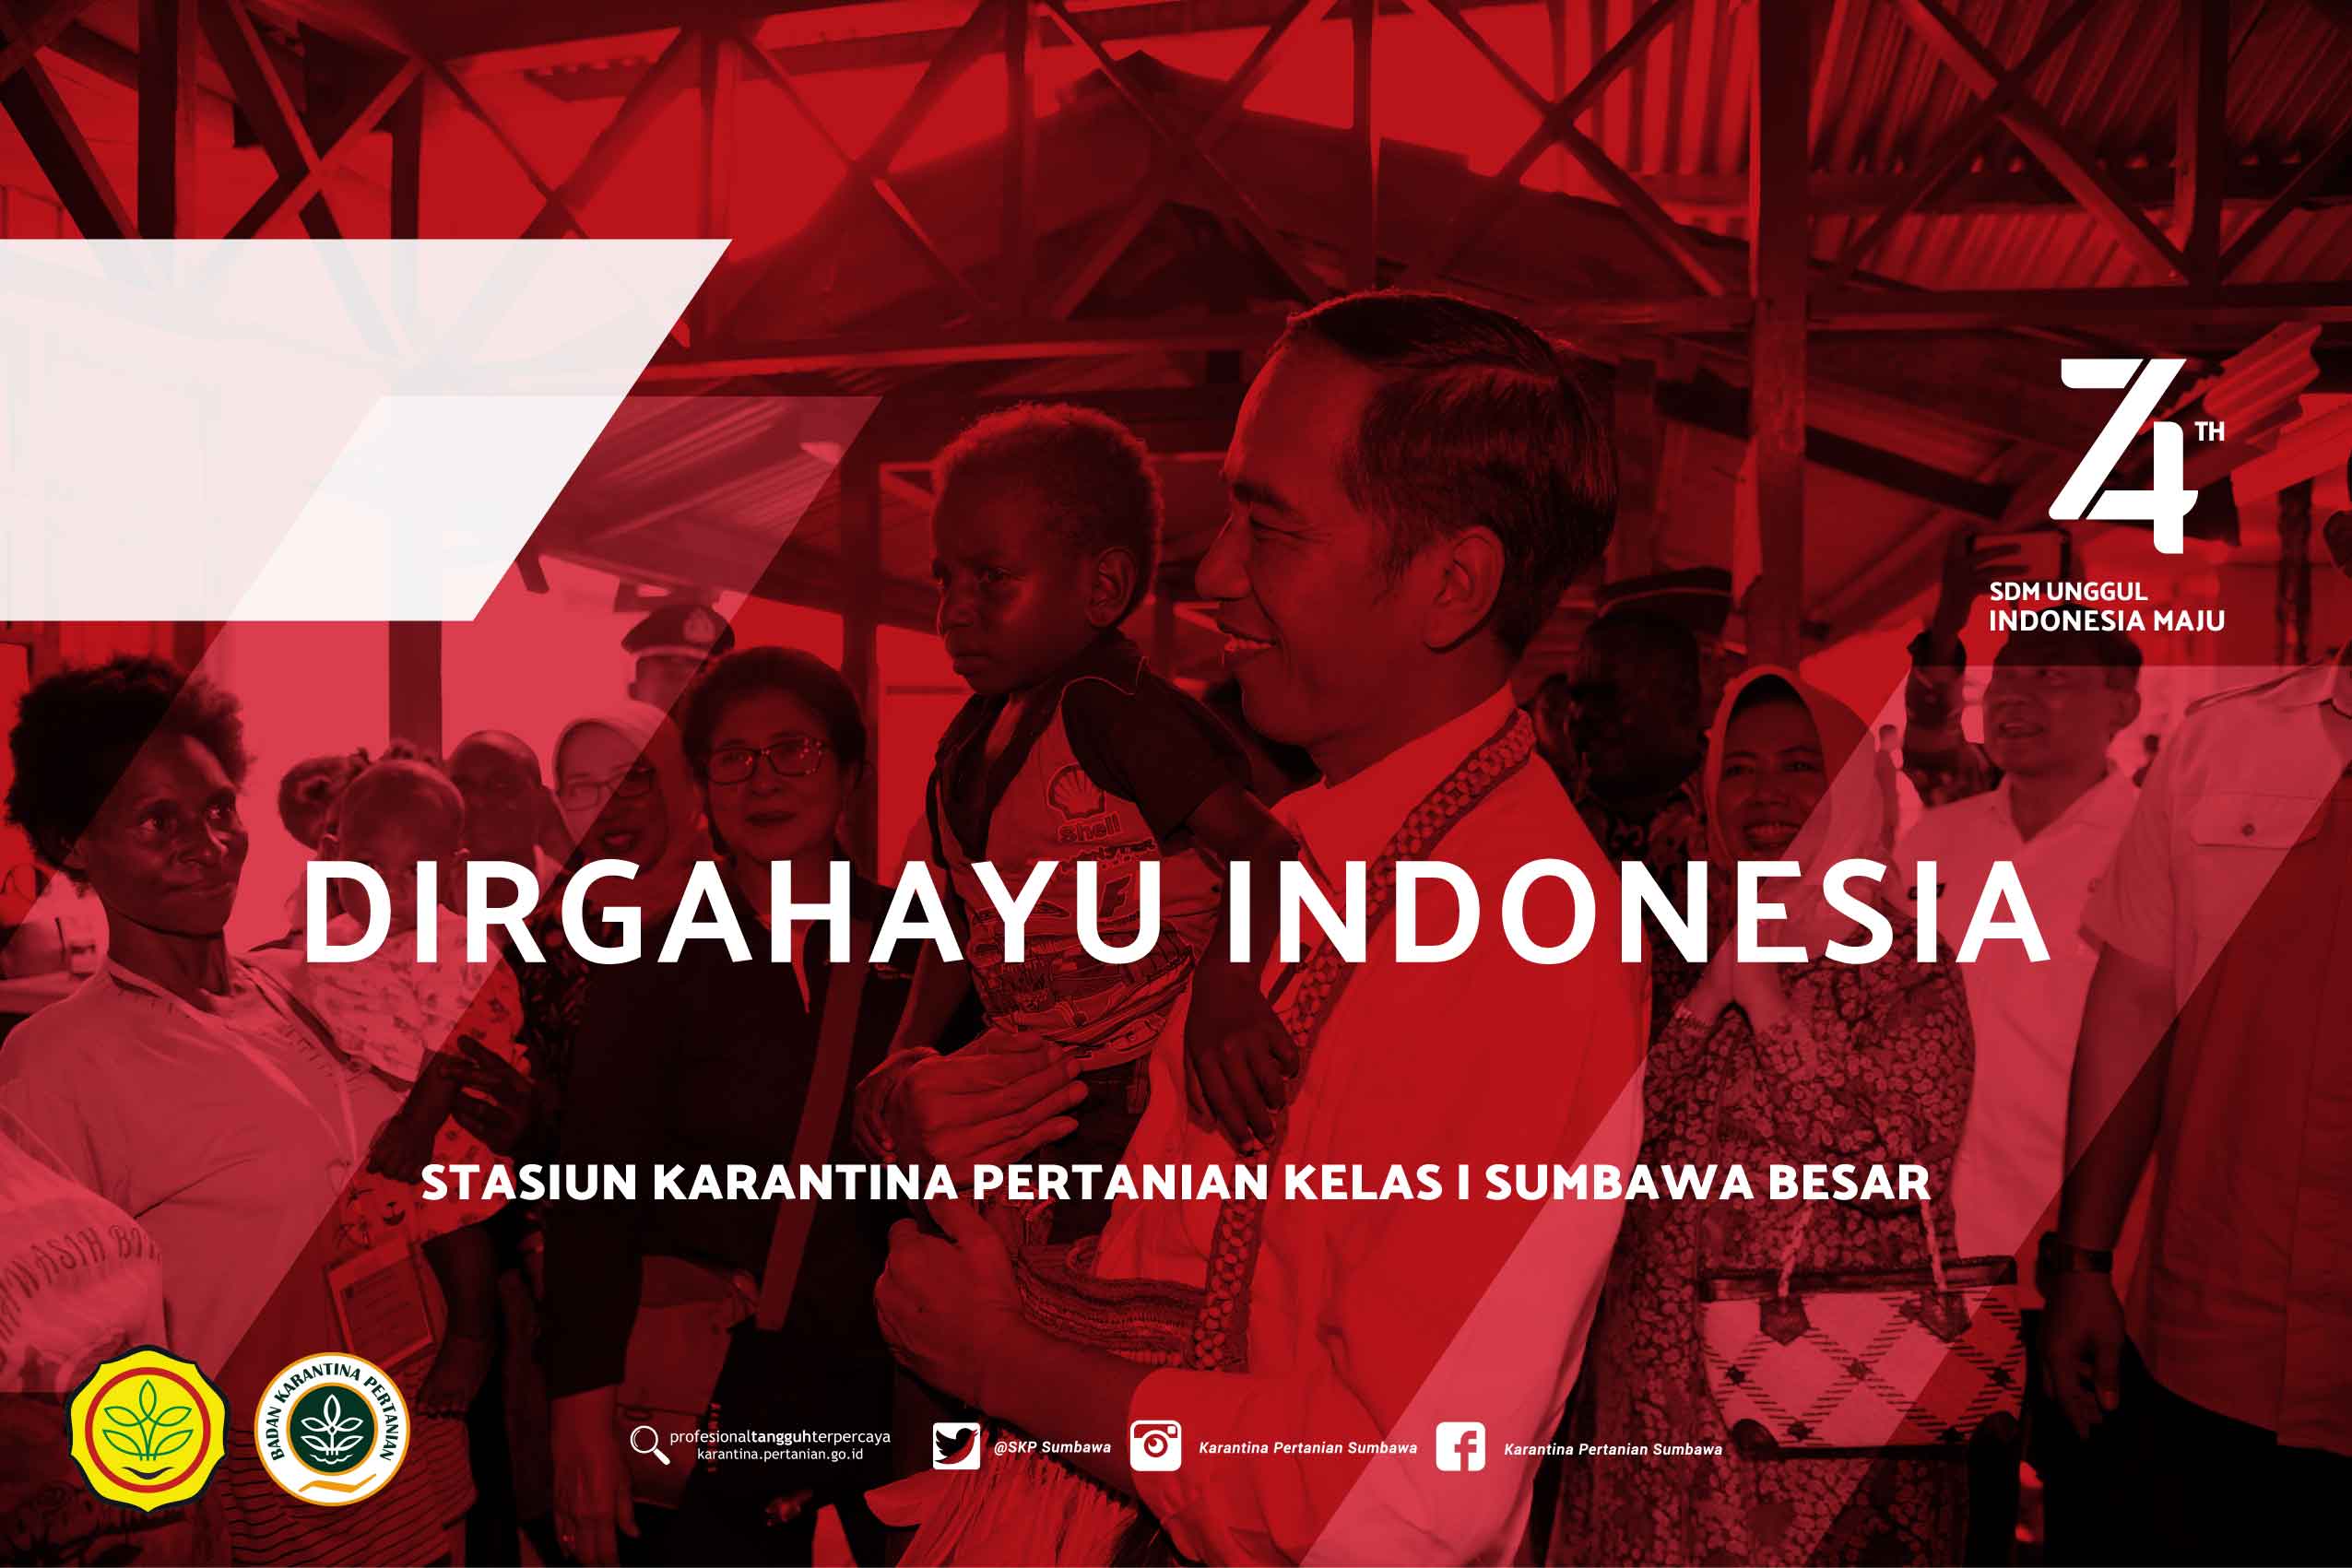 74TH
SDM UNGGUL
INDONESIA MAJU
Shell
DIRGAHAYU INDONESIA
STASIUN KARANTINA PERTANIAN KELAS I SUMBAWA BESAR
BADAN KARANTINA PERTANIAN
profesionaltangguhterpercaya
karantina.pertanian.go.id
@SKP Sumbawa
Karantina Pertanian Sumbawa
Karantina Pertanian Sumbawa